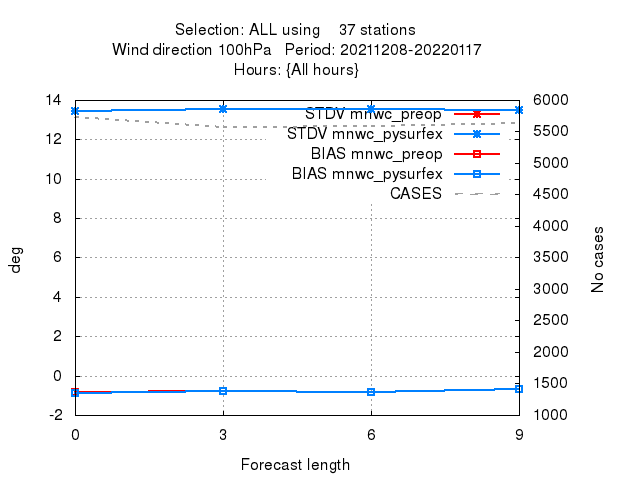 Selection: ALL using    37 stations
Wind direction 100hPa   Period: 20211208-20220117
Hours: {All hours}
14
12
10
8
6
4
2
0
-2
deg
STDV mnwc_preop
STDV mnwc_pysurfex
BIAS mnwc_preop
BIAS mnwc_pysurfex
CASES
6000
5500
5000
4500
4000
3500
3000
2500
2000
1500
1000
No cases
0 3 6 9
Forecast length